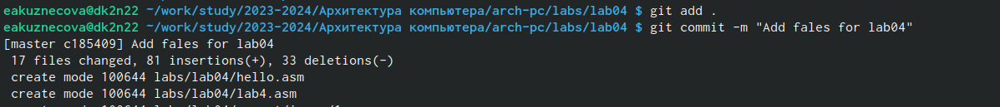 eakuznecova@dk2n22 ~/work/study/2023-2024/Архитектура компьютера/arch-pc/labs/lab04 $ git add .
eakuznecova@dk2n22 ~/work/study/2023-2024/Архитектура компьютера/arch-pc/labs/lab04 $ git commit -m "Add fales for lab04"
[master c185409] Add fales for lab04
 17 files changed, 81 insertions(+), 33 deletions(-)
 create mode 100644 labs/lab04/hello.asm
 create mode 100644 labs/lab04/lab4.asm